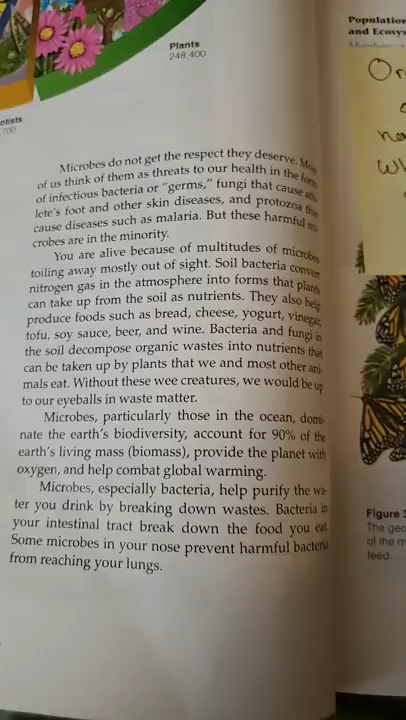 Plants
248,400
otists
,700
Microbes do not get the respect they deserve. Most
of us think of them as threats to our health in the form
of infectious bacteria or “germs,” fungi that cause ath-
lete's foot and other skin diseases, and protozoa that
cause diseases such as malaria. But these harmful mi-
crobes are in the minority.
You are alive because of multitudes of microbes
toiling away mostly out of sight. Soil bacteria convert
nitrogen gas in the atmosphere into forms that plants
can take up from the soil as nutrients. They also help
produce foods such as bread, cheese, yogurt, vinegar,
tofu, soy sauce, beer, and wine. Bacteria and fungi in
the soil decompose organic wastes into nutrients that
can be taken up by plants that we and most other ani-
mals eat. Without these wee creatures, we would be up
to our eyeballs in waste matter.
Microbes, particularly those in the ocean, domi-
nate the earth's biodiversity, account for 90% of the
earth's living mass (biomass), provide the planet with
oxygen, and help combat global warming.
Microbes, especially bacteria, help purify the wa-
ter you drink by breaking down wastes. Bacteria in
your intestinal tract break down the food you eat.
Some microbes in your nose prevent harmful bacteria
from reaching your lungs.
Population
and Ecosys
Figure 3
The geo
of the m
feed.